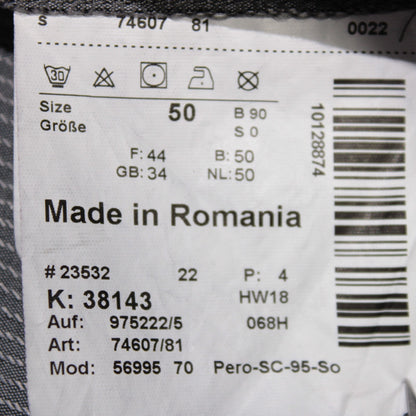 S 74607 81 0022 /
30
Size 50 B 90
Größe S 0
F: 44 B: 50
GB: 34 NL: 50
Made in Romania
10128874
# 23532 22 P: 4
K: 38143 HW18
Auf: 975222/5 068H
Art: 74607/81
Mod: 56995 70 Pero-SC-95-So